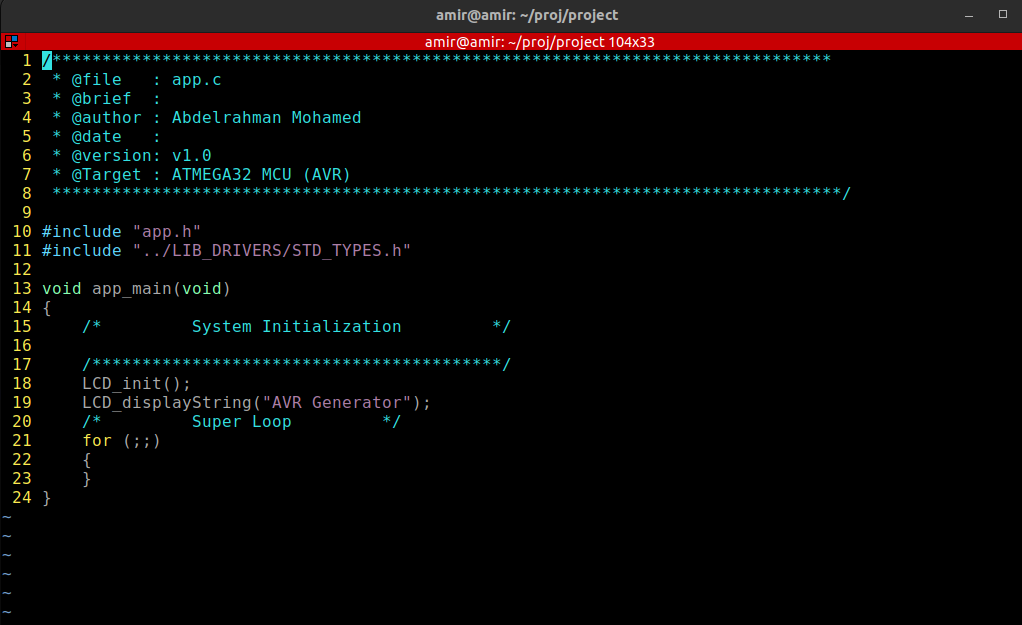 amir@amir: ~/proj/project
amir@amir: ~/proj/project 104x33
1 /******************************************************************************
2  * @file   : app.c
3  * @brief  :
4  * @author : Abdelrahman Mohamed
5  * @date   :
6  * @version: v1.0
7  * @Target : ATMEGA32 MCU (AVR)
8  *******************************************************************************/
9
10 #include "app.h"
11 #include "../LIB_DRIVERS/STD_TYPES.h"
12
13 void app_main(void)
14 {
15     /*         System Initialization         */
16
17     /*****************************************/
18     LCD_init();
19     LCD_displayString("AVR Generator");
20     /*         Super Loop         */
21     for (;;)
22     {
23     }
24 }
~
~
~
~
~
~